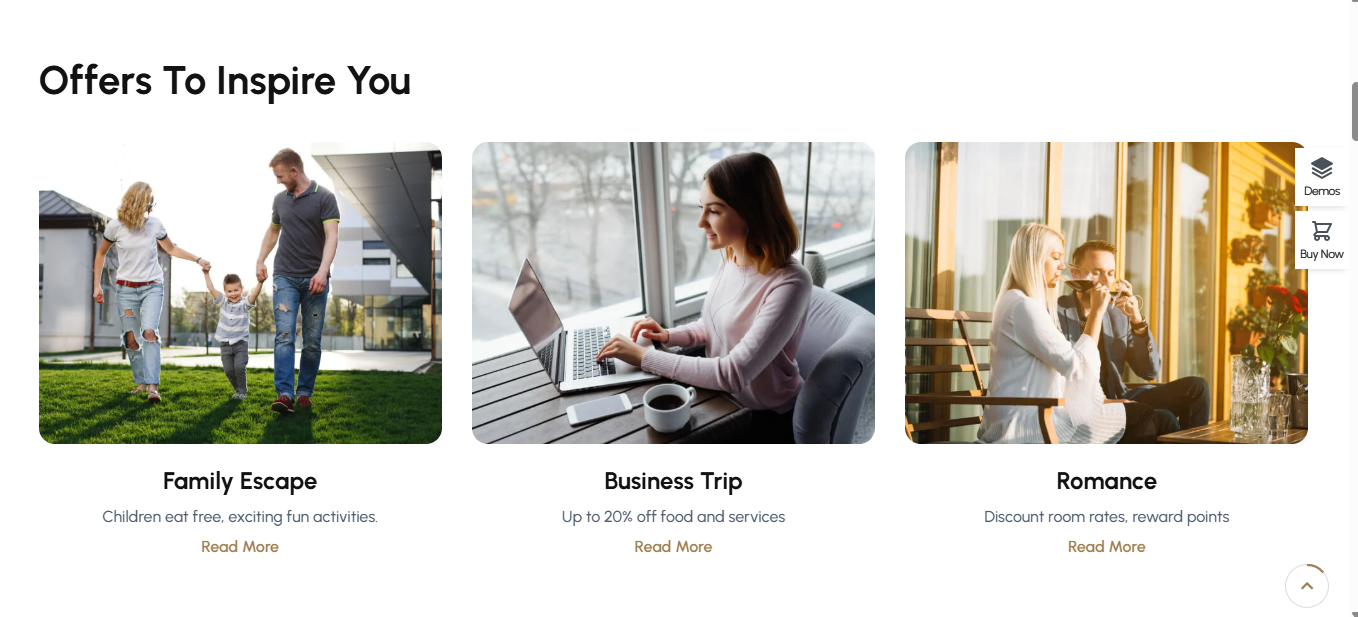 Offers To Inspire You
Demos
Buy Now
Family Escape
Children eat free, exciting fun activities.
Read More
Business Trip
Up to 20% off food and services
Read More
Romance
Discount room rates, reward points
Read More